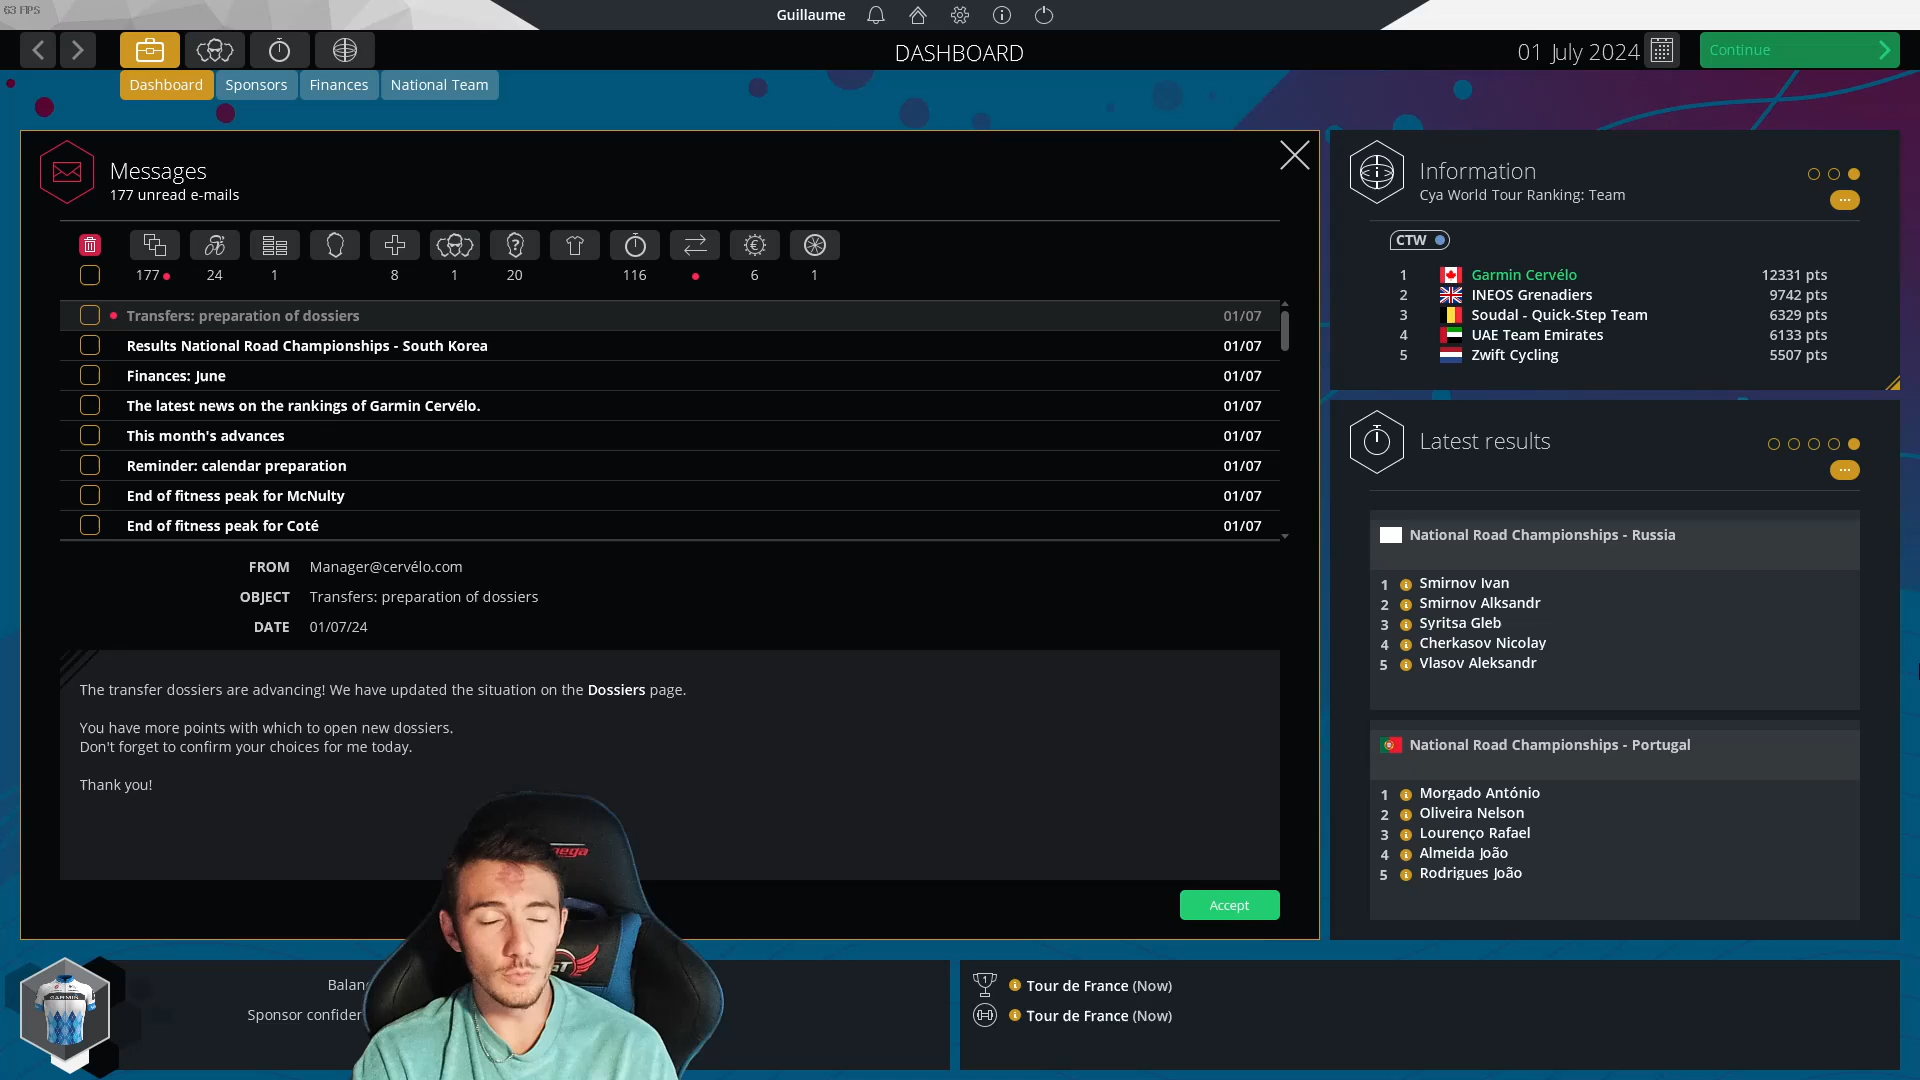 63 FPS
Guillaume
DASHBOARD
01 July 2024
Continue
Dashboard
Sponsors
Finances
National Team
Messages
177 unread e-mails
177
24
1
8
1
20
116
6
1
Transfers: preparation of dossiers 01/07
Results National Road Championships - South Korea 01/07
Finances: June 01/07
The latest news on the rankings of Garmin Cervélo. 01/07
This month's advances 01/07
Reminder: calendar preparation 01/07
End of fitness peak for McNulty 01/07
End of fitness peak for Coté 01/07
FROM Manager@cervélo.com
OBJECT Transfers: preparation of dossiers
DATE 01/07/24
The transfer dossiers are advancing! We have updated the situation on the Dossiers page.
You have more points with which to open new dossiers.
Don't forget to confirm your choices for me today.
Thank you!
Accept
Information
Cya World Tour Ranking: Team
CTW
1 Garmin Cervélo 12331 pts
2 INEOS Grenadiers 9742 pts
3 Soudal - Quick-Step Team 6329 pts
4 UAE Team Emirates 6133 pts
5 Zwift Cycling 5507 pts
Latest results
National Road Championships - Russia
1 Smirnov Ivan
2 Smirnov Alksandr
3 Syritsa Gleb
4 Cherkasov Nicolay
5 Vlasov Aleksandr
National Road Championships - Portugal
1 Morgado António
2 Oliveira Nelson
3 Lourenço Rafael
4 Almeida João
5 Rodrigues João
GARMIN
Balan
Sponsor confider
Tour de France (Now)
Tour de France (Now)